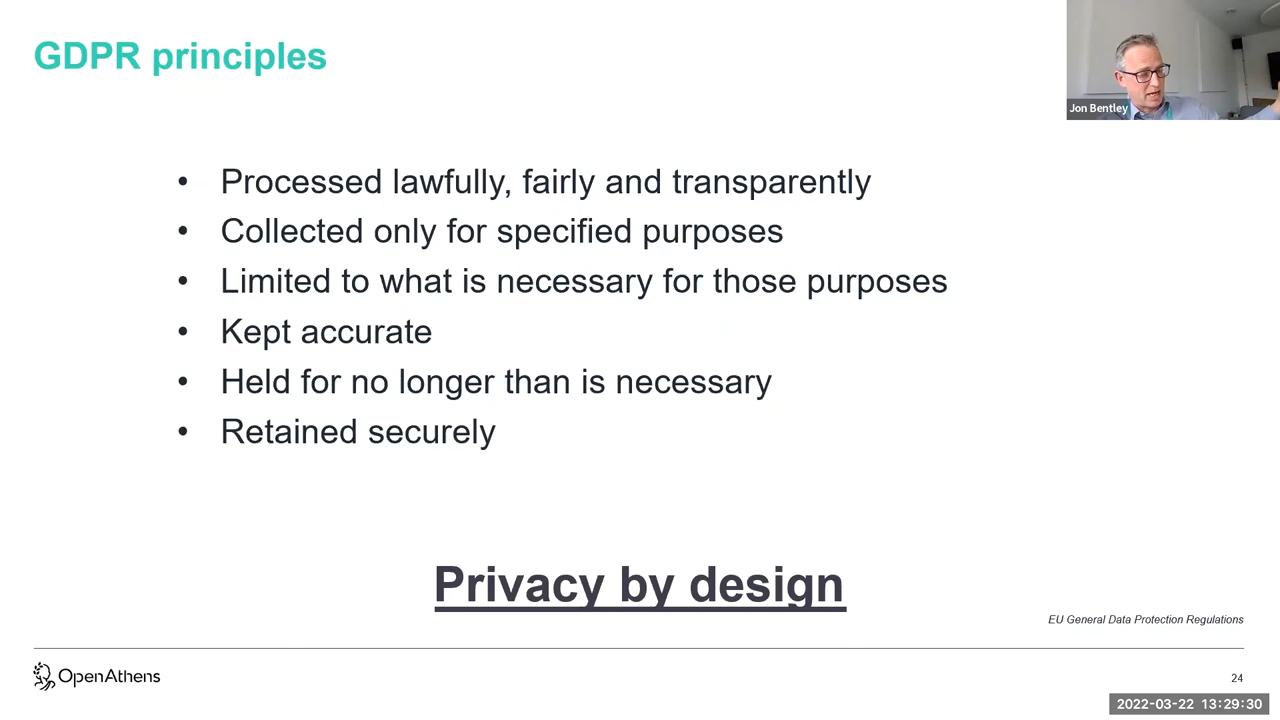 GDPR principles
Jon Bentley
• Processed lawfully, fairly and transparently
• Collected only for specified purposes
• Limited to what is necessary for those purposes
• Kept accurate
• Held for no longer than is necessary
• Retained securely
Privacy by design
EU General Data Protection Regulations
OpenAthens
24
2022-03-22 13:29:30